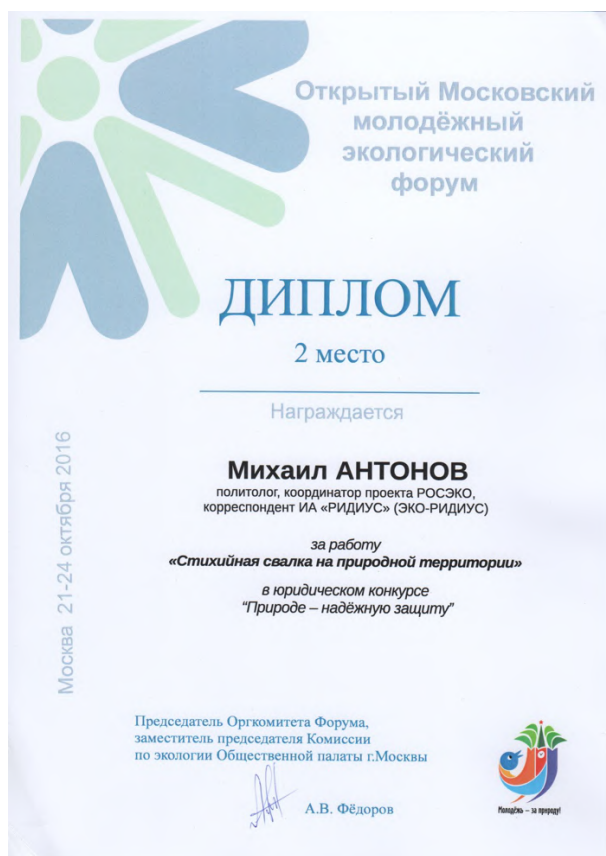 Открытый Московский
молодёжный
экологический
форум
ДИПЛОМ
2 место
Награждается
Михаил АНТОНОВ
политолог, координатор проекта РОСЭКО,
корреспондент ИА «РИДИУС» (ЭКО-РИДИУС)
за работу
«Стихийная свалка на природной территории»
в юридическом конкурсе
"Природе – надёжную защиту"
Москва 21-24 октября 2016
Председатель Оргкомитета Форума,
заместитель председателя Комиссии
по экологии Общественной палаты г.Москвы
А.В. Фёдоров
Молодёжь – за природу!